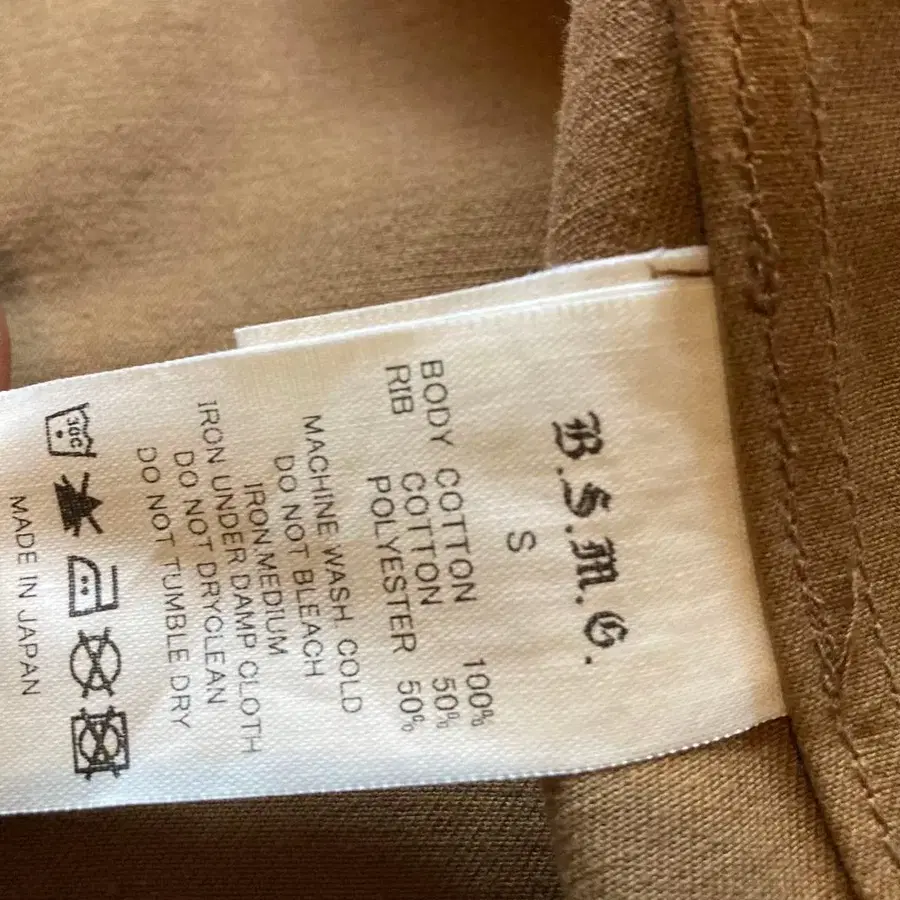 B.S.M.G.
S
BODY COTTON 100%
RIB COTTON 50%
POLYESTER 50%
MACHINE WASH COLD
DO NOT BLEACH
IRON MEDIUM
IRON UNDER DAMP CLOTH
DO NOT DRYCLEAN
DO NOT TUMBLE DRY
30C
MADE IN JAPAN